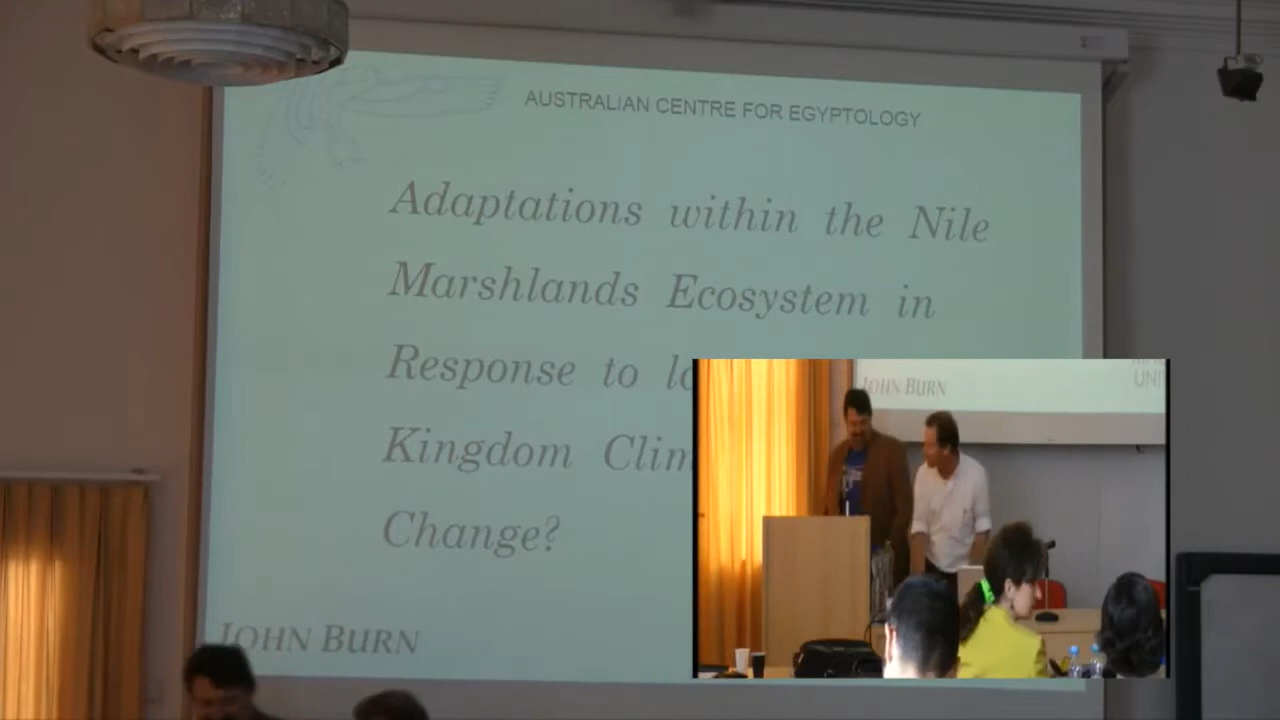 AUSTRALIAN CENTRE FOR EGYPTOLOGY
Adaptations within the Nile
Marshlands Ecosystem in
Response to
Kingdom
Change?
JOHN BURN
JOHN BURN
UNI